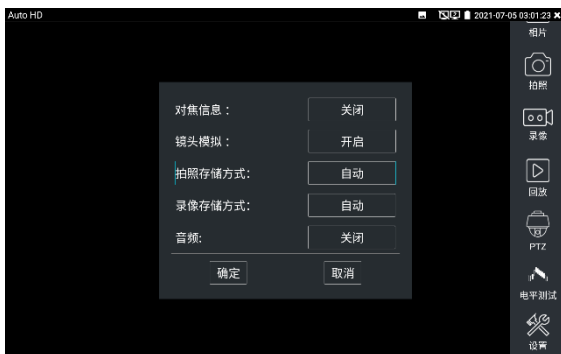 Auto HD 2021-07-05 03:01:23
相片
拍照
录像
回放
PTZ
电平测试
设置
对焦信息： 关闭
镜头模拟： 开启
拍照存储方式: 自动
录像存储方式: 自动
音频: 关闭
确定 取消